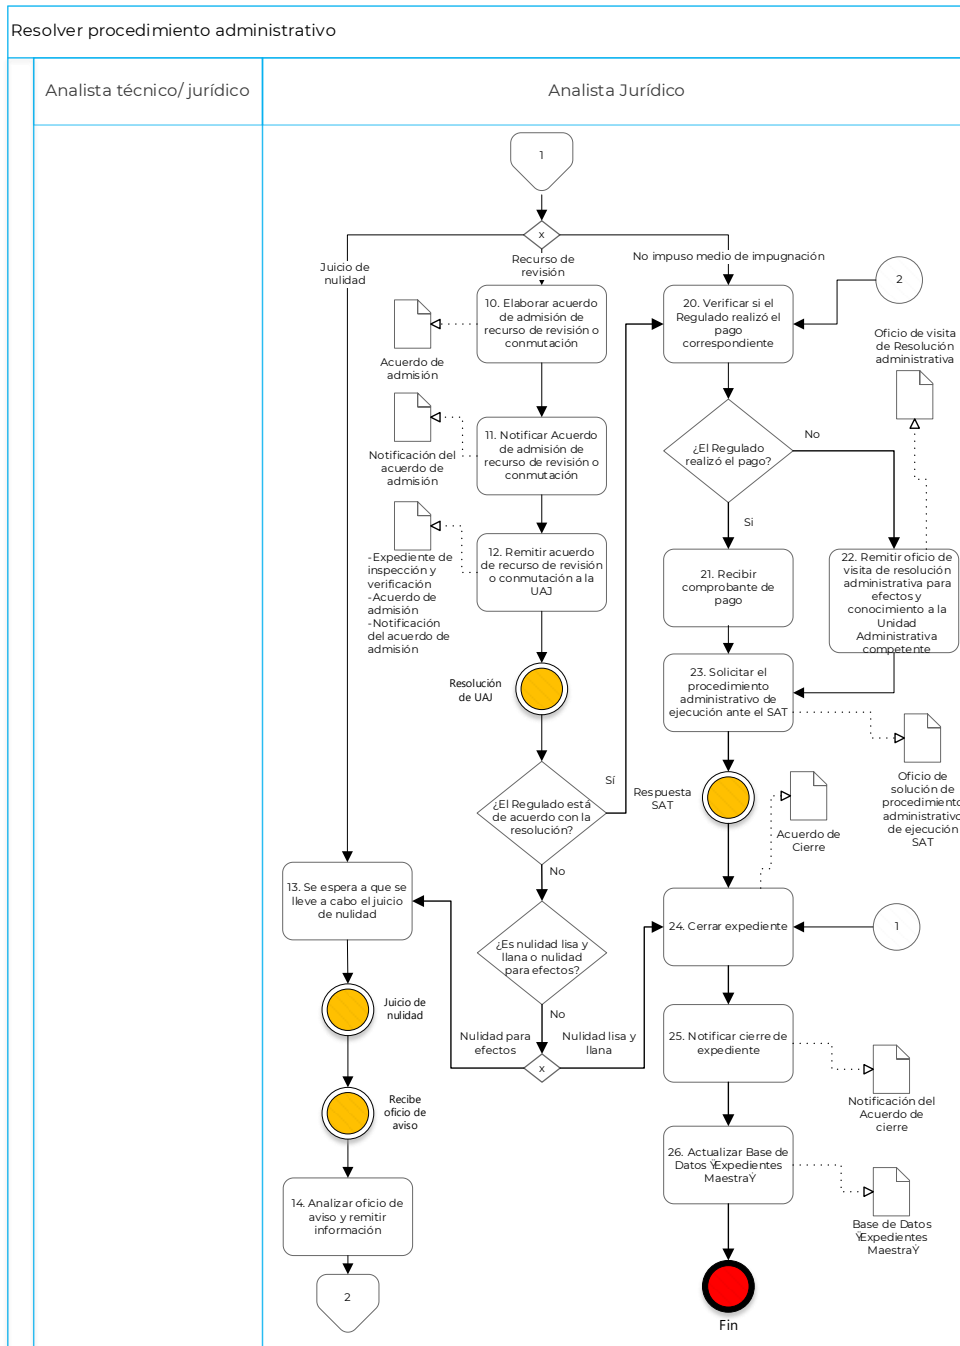 Resolver procedimiento administrativo
Analista técnico/ jurídico
Analista Jurídico
1
x
Juicio de
nulidad
Recurso de
revisión
No impuso medio de impugnación
10. Elaborar acuerdo
de admisión de
recurso de revisión o
conmutación
Acuerdo de
admisión
20. Verificar si el
Regulado realizó el
pago
correspondiente
2
Oficio de visita
de Resolución
administrativa
11. Notificar Acuerdo
de admisión de
recurso de revisión o
conmutación
Notificación del
acuerdo de
admisión
¿El Regulado
realizó el pago?
No
Si
12. Remitir acuerdo
de recurso de revisión
o conmutación a la
UAJ
-Expediente de
inspección y
verificación
-Acuerdo de
admisión
-Notificación
del acuerdo de
admisión
21. Recibir
comprobante de
pago
22. Remitir oficio de
visita de resolución
administrativa para
efectos y
conocimiento a la
Unidad
Administrativa
competente
Resolución
de UAJ
23. Solicitar el
procedimiento
administrativo de
ejecución ante el SAT
Oficio de
solución de
procedimiento
administrativo
de ejecución
SAT
¿El Regulado está
de acuerdo con la
resolución?
Sí
No
Respuesta
SAT
Acuerdo de
Cierre
13. Se espera a que se
lleve a cabo el juicio
de nulidad
¿Es nulidad lisa y
llana o nulidad
para efectos?
No
24. Cerrar expediente
1
Juicio de
nulidad
Nulidad para
efectos
Nulidad lisa y
llana
x
25. Notificar cierre de
expediente
Notificación del
Acuerdo de
cierre
Recibe
oficio de
aviso
26. Actualizar Base de
Datos ŸExpedientes
MaestraŸ
Base de Datos
ŸExpedientes
MaestraŸ
14. Analizar oficio de
aviso y remitir
información
2
Fin